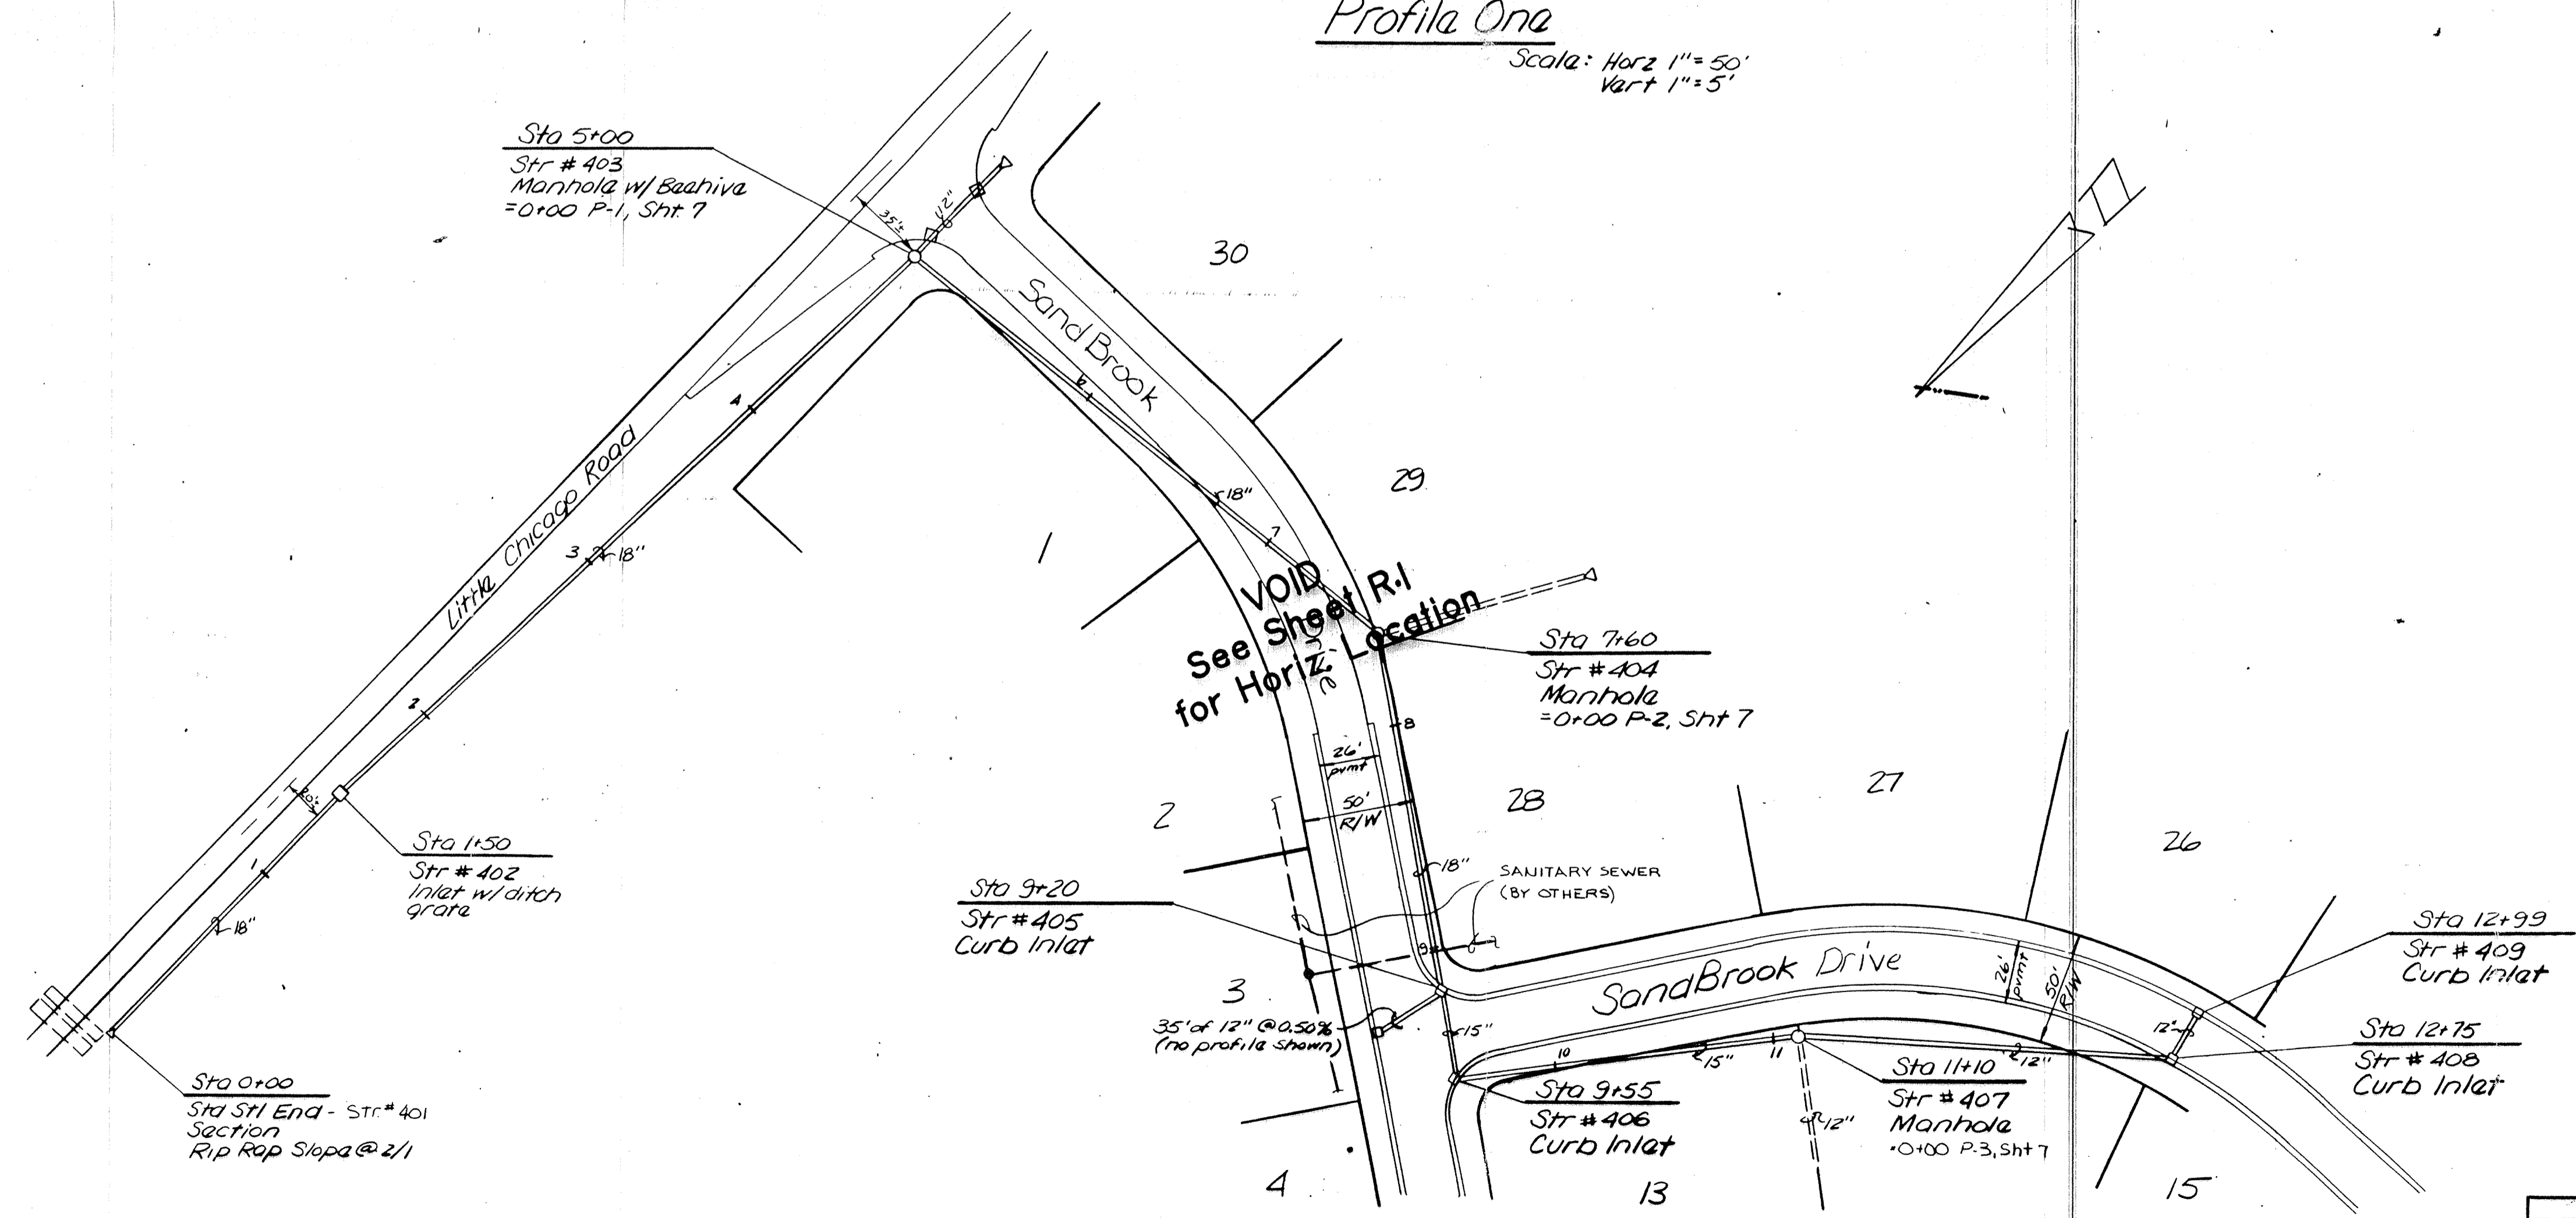 Profile One
Scale: Horz 1"=50'
Vert 1"=5'
Sta 5+00
Str # 403
Manhole w/ Beehive
=0+00 P-1, Sht. 7
35'±
12"
30
SandBrook
Drive
6
4
Little Chicago Road
3
18"
29
18"
7
1
VOID
See Sheet R-1
for Horiz. Location
Sta 7+60
Str # 404
Manhole
=0+00 P-2, Sht 7
2
8
26'
pvmt
50'
R/W
2
28
27
26
Sta 1+50
Str # 402
Inlet w/ ditch
grate
1
18"
18"
SANITARY SEWER
(BY OTHERS)
Sta 9+20
Str # 405
Curb Inlet
9
SandBrook Drive
26'
pvmt
50'
R/W
Sta 12+99
Str # 409
Curb Inlet
3
35' of 12" @ 0.50%
(no profile shown)
15"
10
15"
11
12"
12"
Sta 12+75
Str # 408
Curb Inlet
Sta 0+00
Std Stl End - STR.# 401
Section
Rip Rap Slope @ 2/1
Sta 9+55
Str # 406
Curb Inlet
12"
Sta 11+10
Str # 407
Manhole
=0+00 P-3, Sht 7
4
13
15